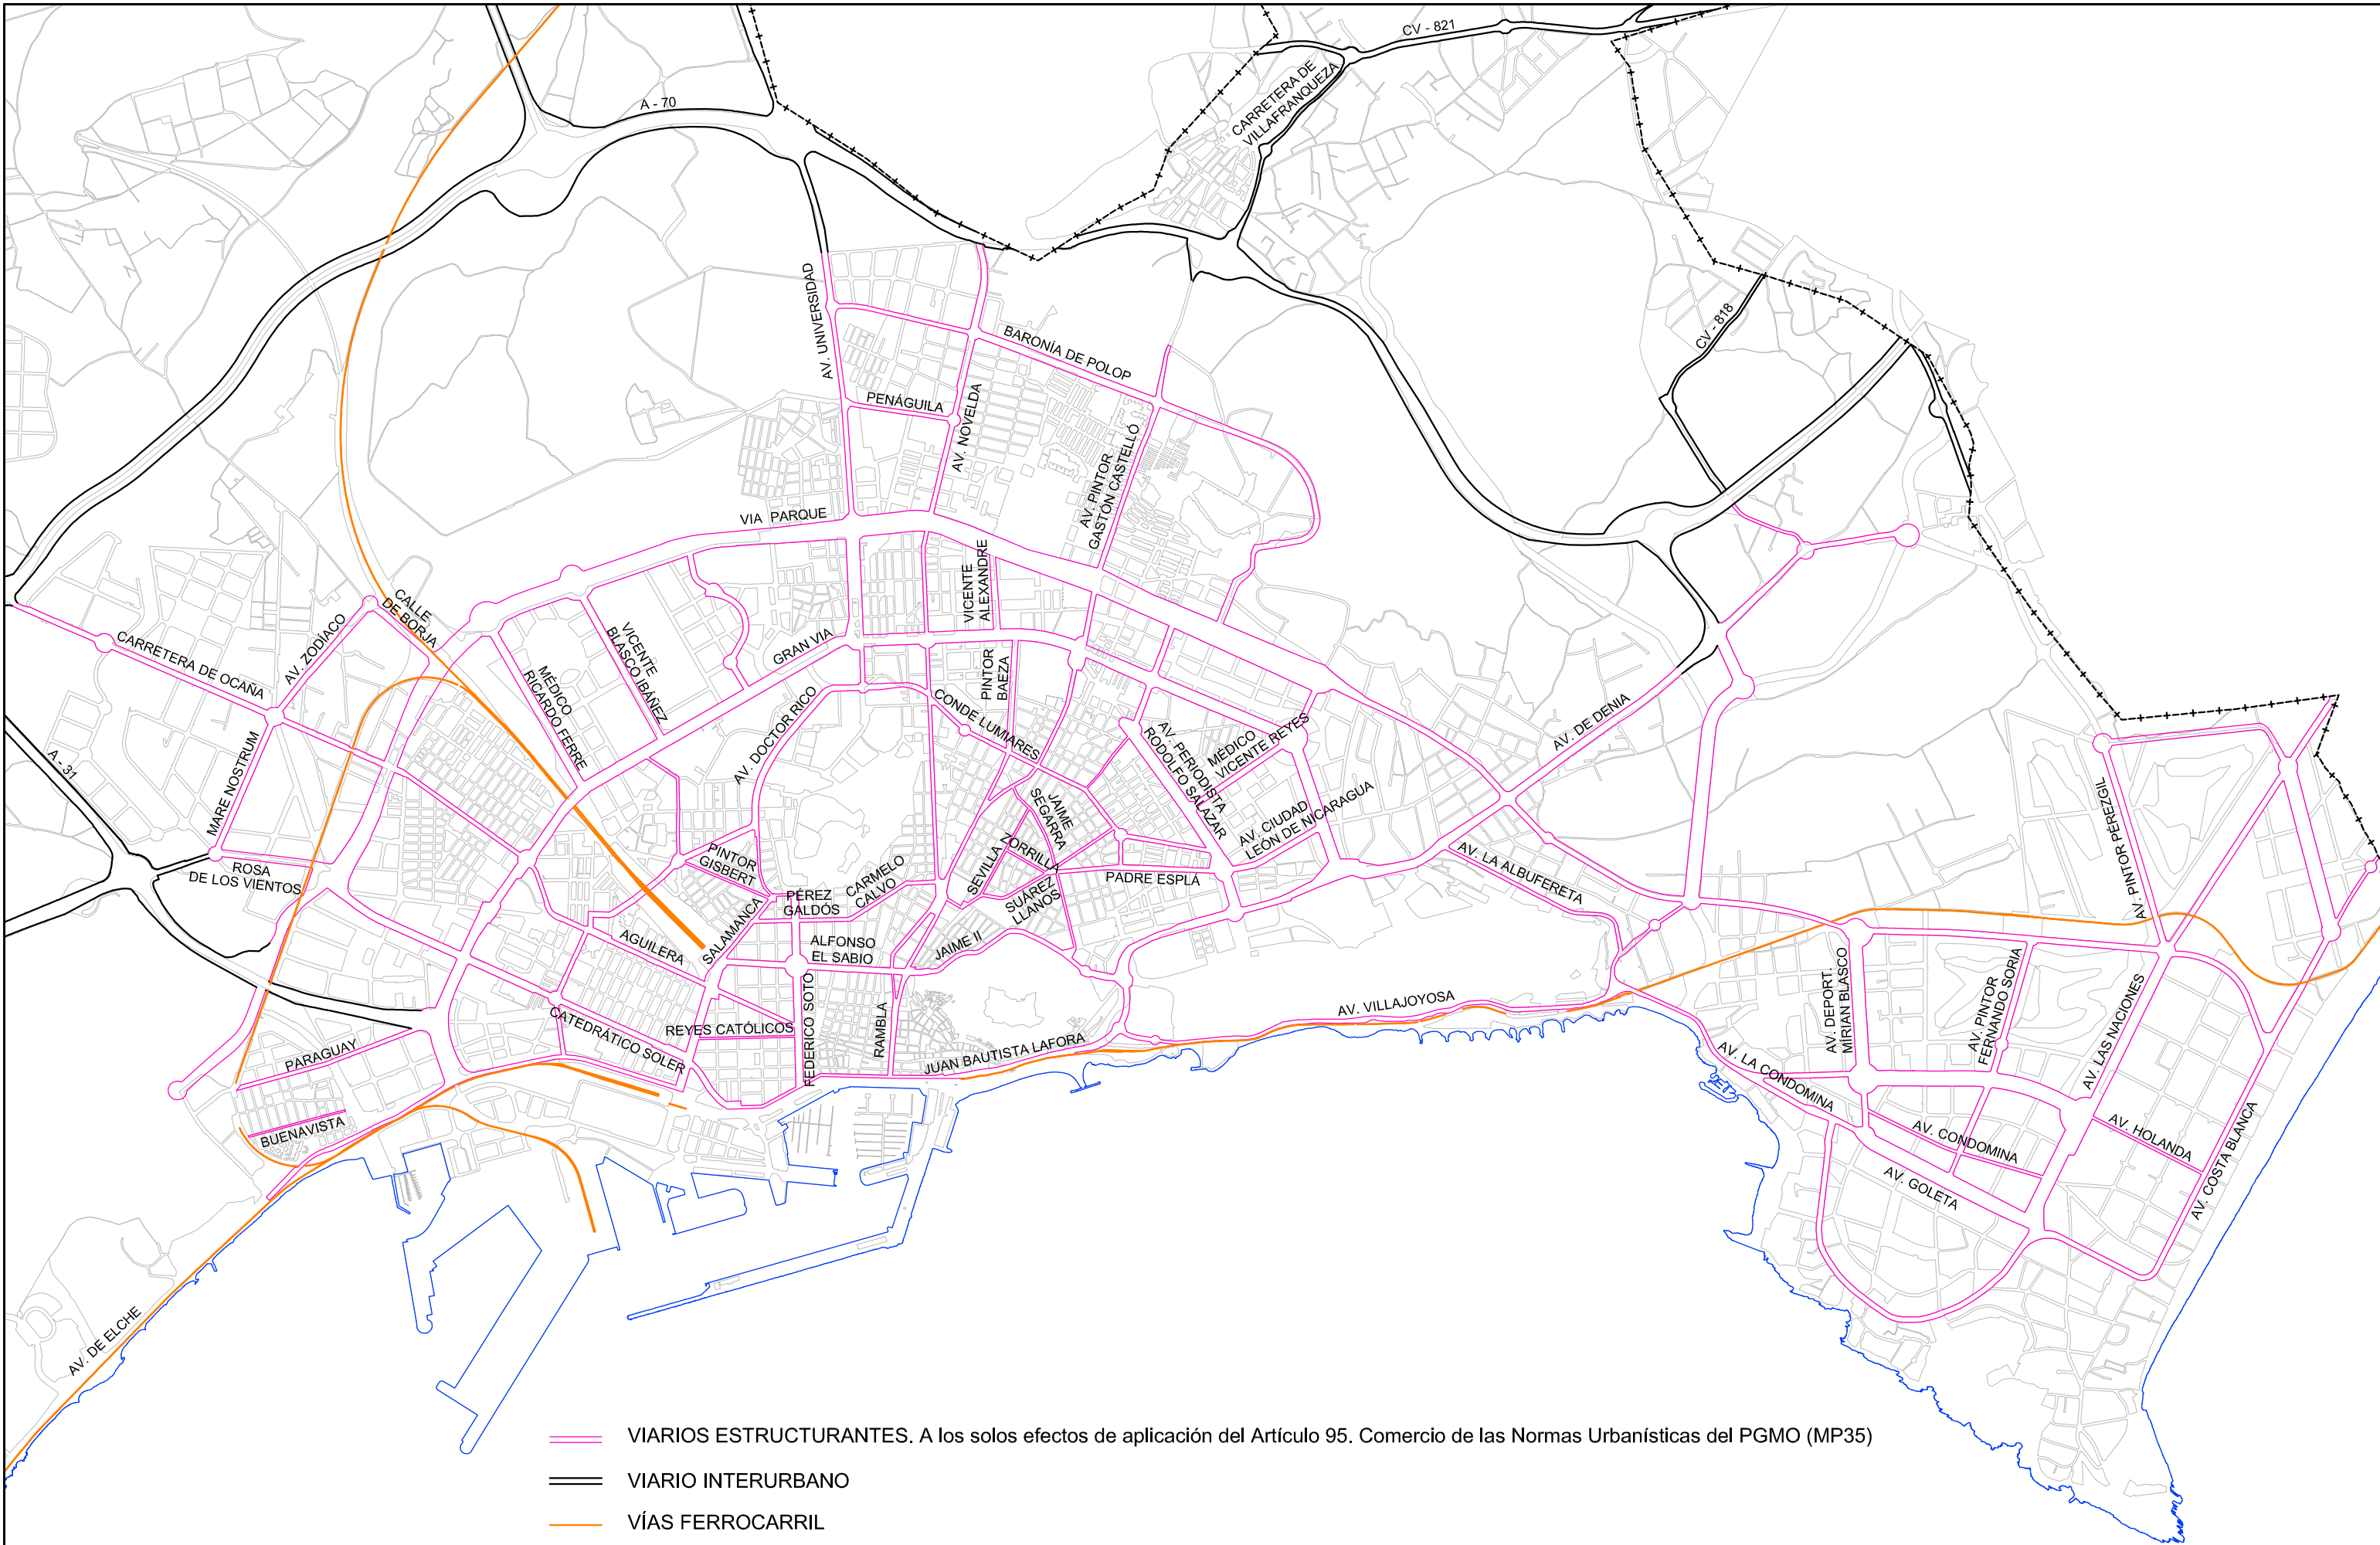 CV - 821
A - 70
CARRETERA DE
VILLAFRANQUEZA
AV. UNIVERSIDAD
BARONÍA DE POLOP
CV - 818
PENÁGUILA
AV. NOVELDA
AV. PINTOR
GASTÓN CASTELLÓ
VIA PARQUE
VICENTE
ALEXANDRE
CALLE
DE BORJA
AV. ZODÍACO
CARRETERA DE OCAÑA
MÉDICO
RICARDO FERRE
VICENTE
BLASCO IBAÑEZ
GRAN VIA
PINTOR
BAEZA
AV. DOCTOR RICO
CONDE LUMIARES
AV. PERIODISTA
RODOLFO SALAZAR
MÉDICO
VICENTE REYES
AV. DE DENIA
A - 31
MARE NOSTRUM
ROSA
DE LOS VIENTOS
JAIME
SEGARRA
AV. CIUDAD
LEÓN DE NICARAGUA
AV. PINTOR PÉREZGIL
PINTOR
GISBERT
PÉREZ
GALDÓS
CARMELO
CALVO
SEVILLA
ZORRILLA
SUÁREZ
LLANOS
PADRE ESPLÁ
AV. LA ALBUFERETA
AGUILERA
SALAMANCA
ALFONSO
EL SABIO
JAIME II
AV. DEPORT.
MÍRIAN BLASCO
AV. PINTOR
FERNANDO SORIA
AV. LAS NACIONES
CATEDRÁTICO SOLER
REYES CATÓLICOS
FEDERICO SOTO
RAMBLA
JUAN BAUTISTA LAFORA
AV. VILLAJOYOSA
PARAGUAY
BUENAVISTA
AV. LA CONDOMINA
AV. CONDOMINA
AV. HOLANDA
AV. COSTA BLANCA
AV. GOLETA
AV. DE ELCHE
VIARIOS ESTRUCTURANTES. A los solos efectos de aplicación del Artículo 95. Comercio de las Normas Urbanísticas del PGMO (MP35)
VIARIO INTERURBANO
VÍAS FERROCARRIL